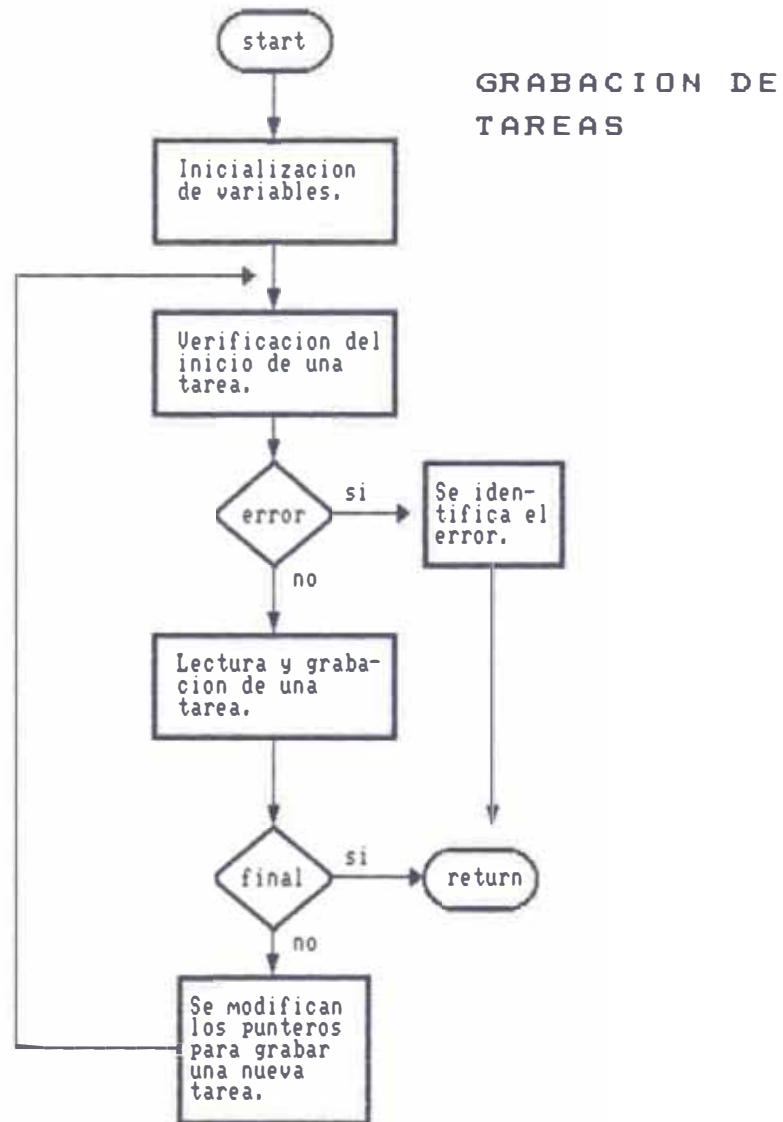 start
GRABACION DE
TAREAS
Inicializacion
de variables.
Verificacion del
inicio de una
tarea.
error
si
Se iden-
tifica el
error.
no
Lectura y graba-
cion de una
tarea.
final
si
return
no
Se modifican
los punteros
para grabar
una nueva
tarea.